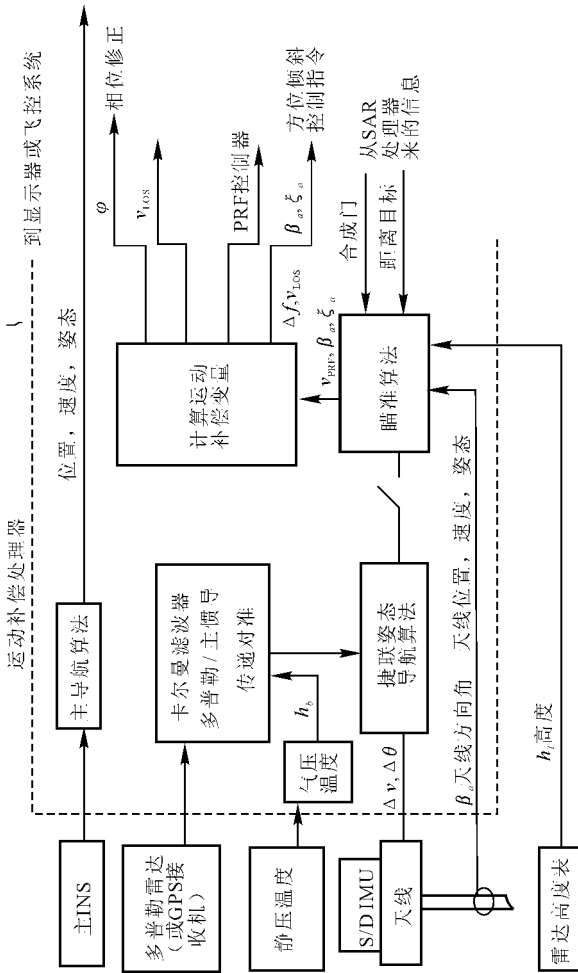 运动补偿处理器
到显示器或飞控系统
主INS
主导航算法
位置，速度，姿态
多普勒雷达
（或GPS接
收机）
卡尔曼滤波器
多普勒/主惯导
传递对准
计算运动
补偿变量
φ
相位修正
v_LOS
PRF控制器
Δf,v_LOS
β_a,ξ_a
方位倾斜
控制指令
静压温度
气压
温度
h_b
v_PRF,β_a,ξ_a
合成门
距离目标
从SAR
处理器
来的信息
S/D IMU
天线
Δv,Δθ
捷联姿态
导航算法
瞄准算法
β_a天线方向角
天线位置，速度，姿态
雷达高度表
h_r高度